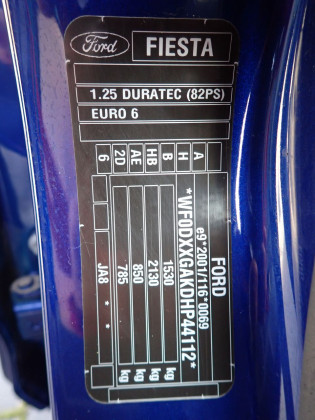 Ford
FIESTA
1.25 DURATEC (82PS)
EURO 6
A
H
B
HB
AE
2D
6
FORD
e9*2001/116*0069
*WF0DXXGAK0HP44112*
1530 kg
2130 kg
850 kg
785 kg
JA8 * *